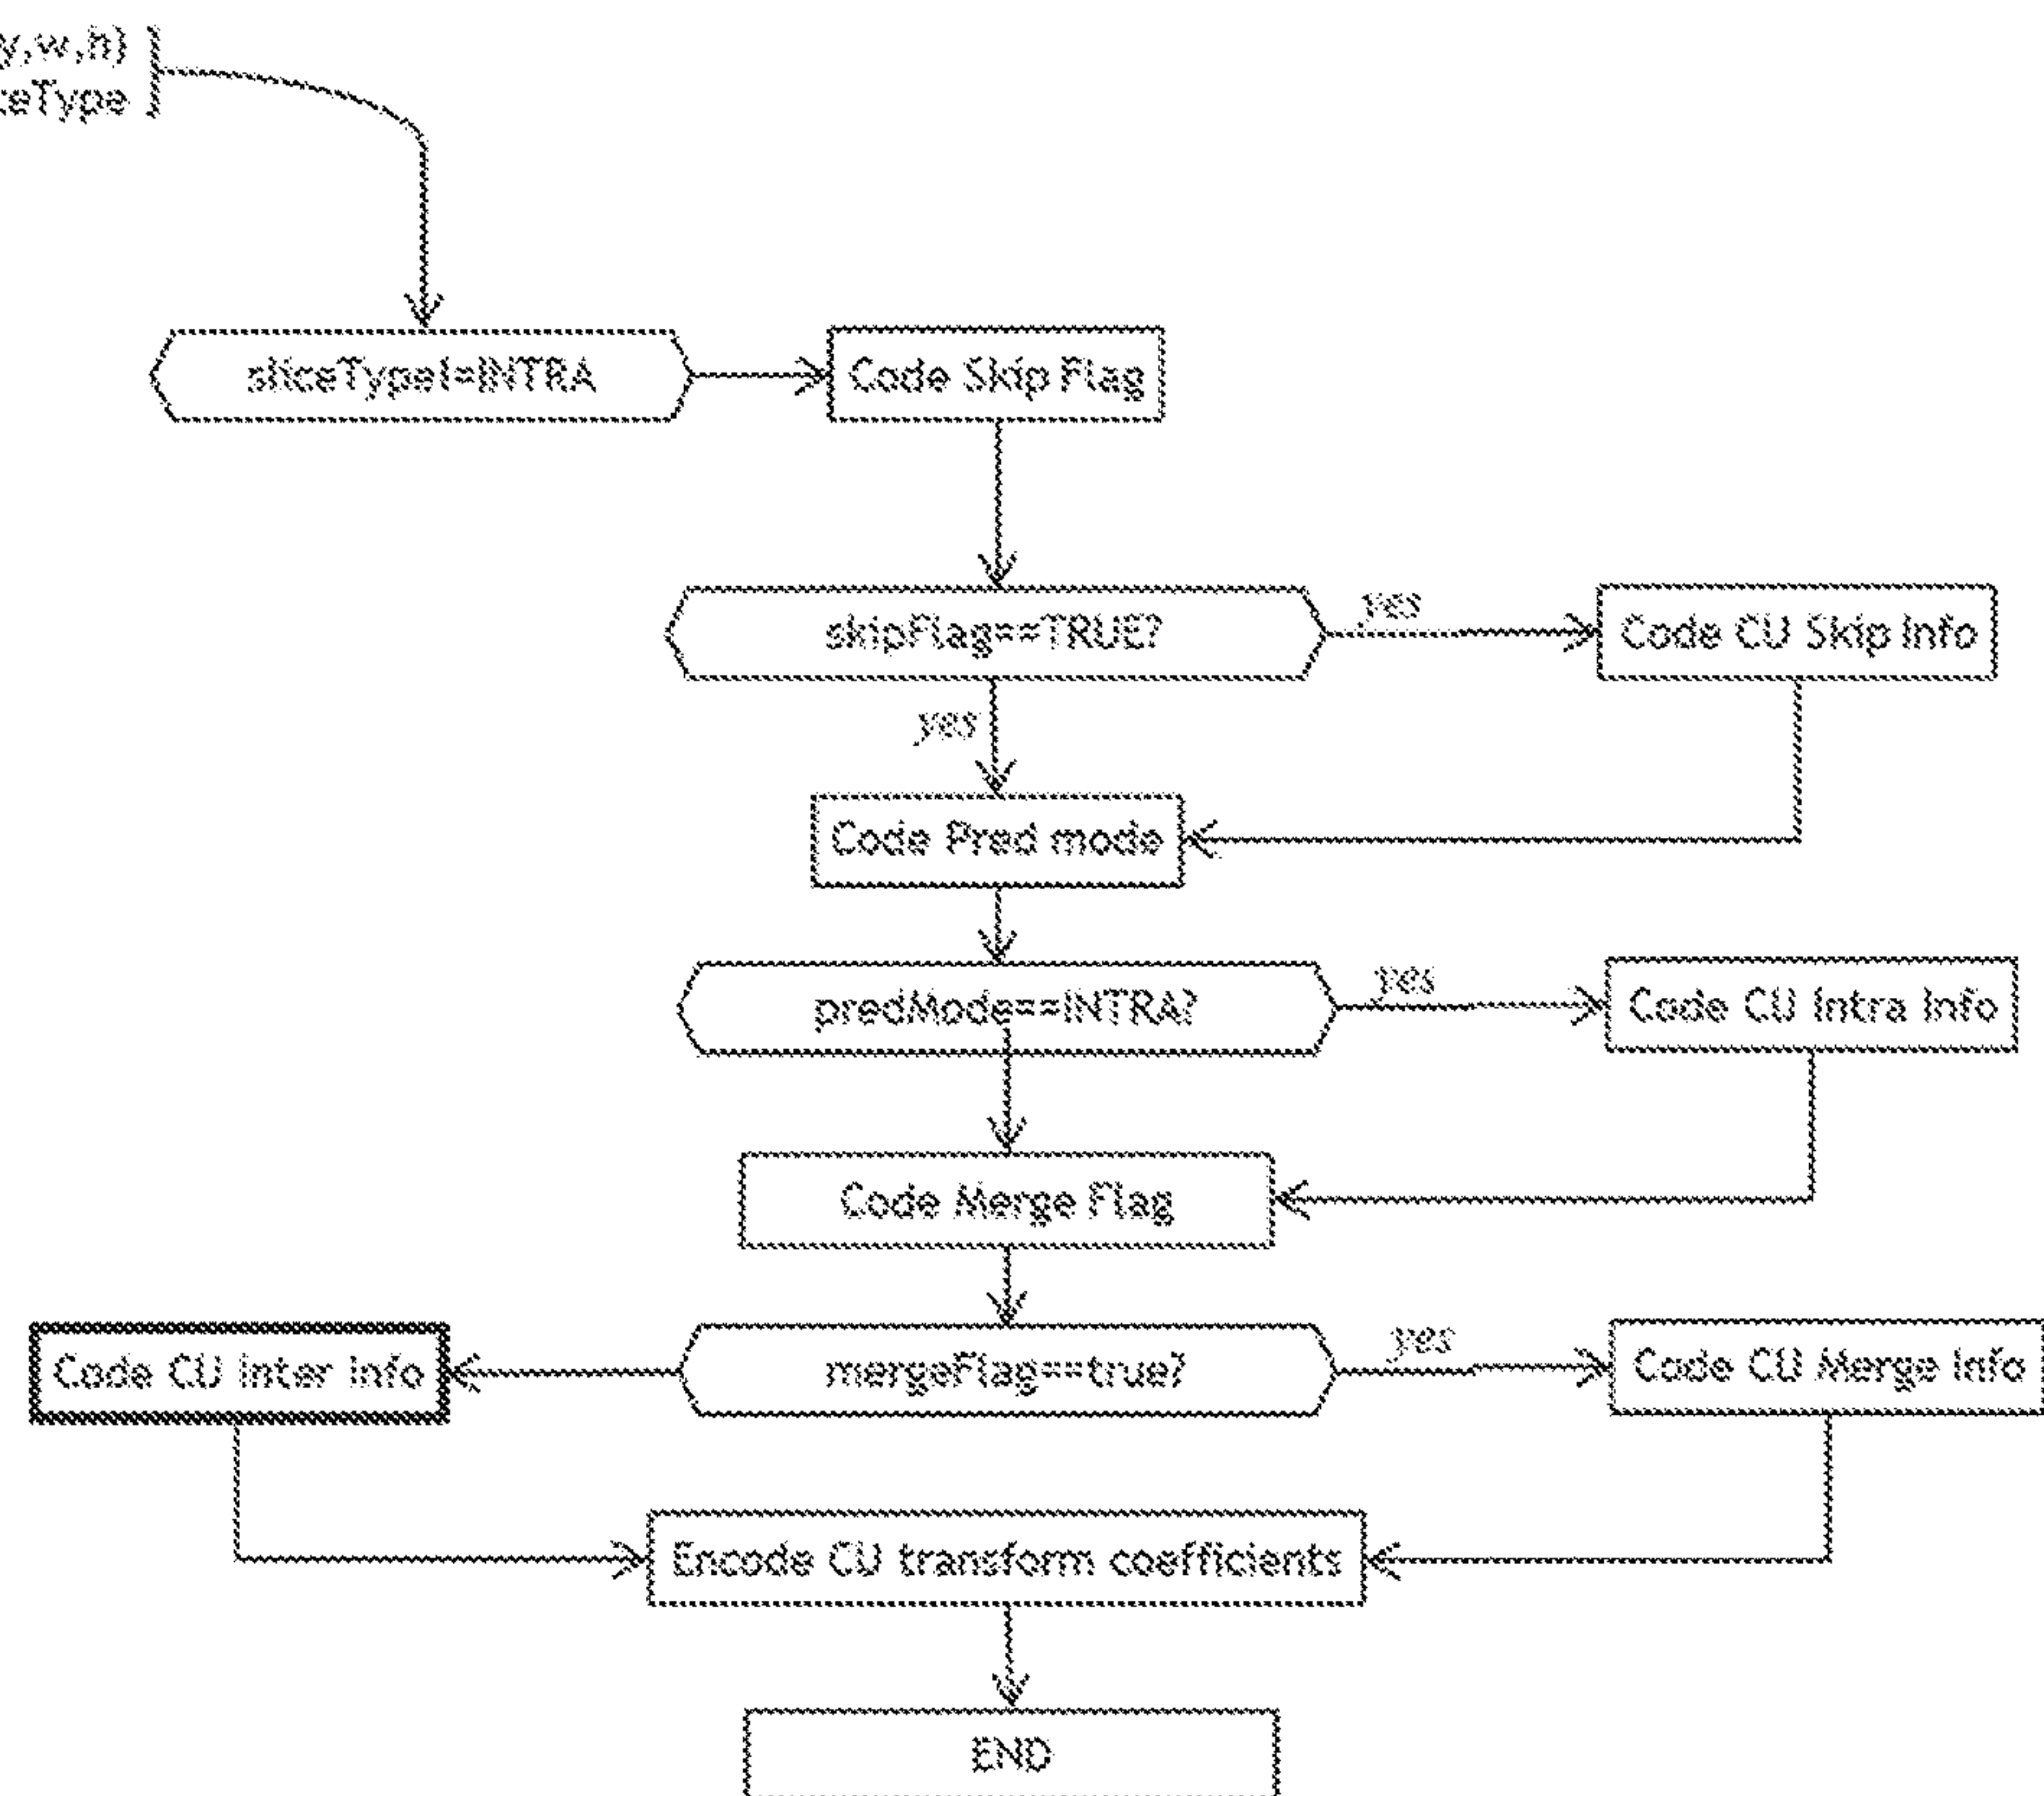 y,w,h)
ceType
sliceType!=INTRA
Code Skip Flag
skipFlag==TRUE?
yes
Code CU Skip Info
yes
Code Pred mode
predMode==INTRA?
yes
Code CU Intra Info
Code Merge Flag
Code CU Inter Info
mergeFlag==true?
yes
Code CU Merge Info
Encode CU transform coefficients
END